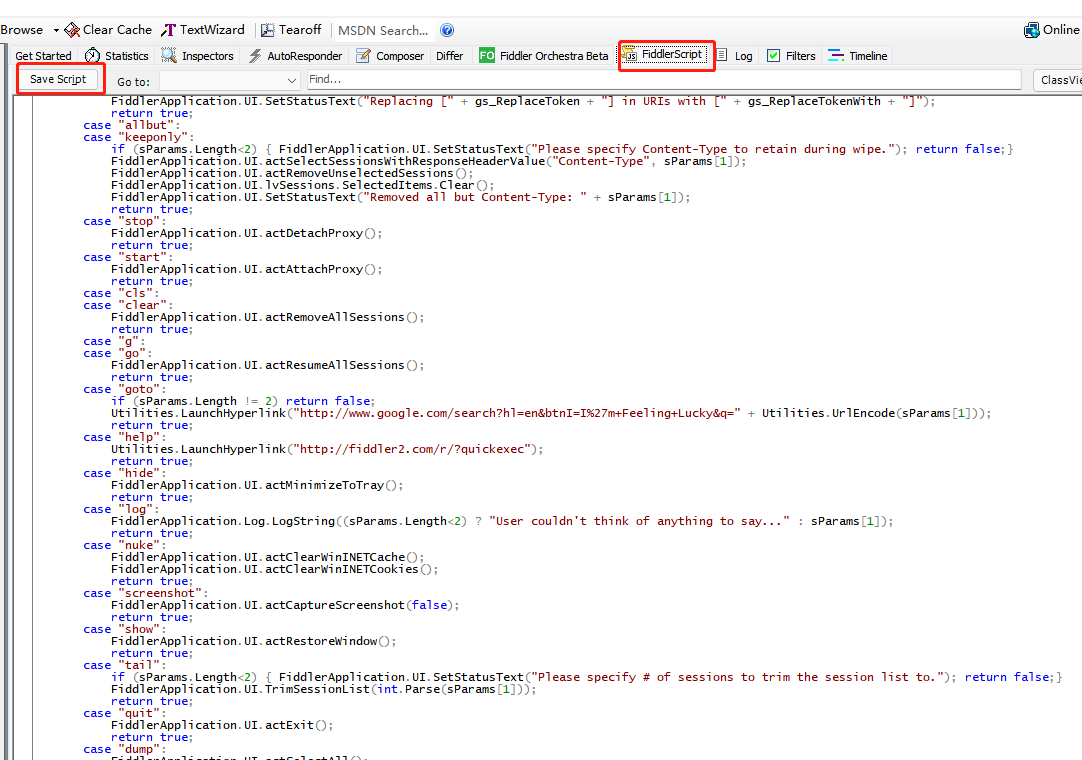 Browse Clear Cache TextWizard Tearoff MSDN Search... Online
Get Started Statistics Inspectors AutoResponder Composer Differ FO Fiddler Orchestra Beta FiddlerScript Log Filters Timeline
Save Script Go to: Find... ClassVie
FiddlerApplication.UI.SetStatusText("Replacing [" + gs_ReplaceToken + "] in URIs with [" + gs_ReplaceTokenWith + "]");
return true;
case "allbut":
case "keeponly":
if (sParams.Length<2) { FiddlerApplication.UI.SetStatusText("Please specify Content-Type to retain during wipe."); return false;}
FiddlerApplication.UI.actSelectSessionsWithResponseHeaderValue("Content-Type", sParams[1]);
FiddlerApplication.UI.actRemoveUnselectedSessions();
FiddlerApplication.UI.lvSessions.SelectedItems.Clear();
FiddlerApplication.UI.SetStatusText("Removed all but Content-Type: " + sParams[1]);
return true;
case "stop":
FiddlerApplication.UI.actDetachProxy();
return true;
case "start":
FiddlerApplication.UI.actAttachProxy();
return true;
case "cls":
case "clear":
FiddlerApplication.UI.actRemoveAllSessions();
return true;
case "g":
case "go":
FiddlerApplication.UI.actResumeAllSessions();
return true;
case "goto":
if (sParams.Length != 2) return false;
Utilities.LaunchHyperlink("http://www.google.com/search?hl=en&btnI=I%27m+Feeling+Lucky&q=" + Utilities.UrlEncode(sParams[1]));
return true;
case "help":
Utilities.LaunchHyperlink("http://fiddler2.com/r/?quickexec");
return true;
case "hide":
FiddlerApplication.UI.actMinimizeToTray();
return true;
case "log":
FiddlerApplication.Log.LogString((sParams.Length<2) ? "User couldn't think of anything to say..." : sParams[1]);
return true;
case "nuke":
FiddlerApplication.UI.actClearWinINETCache();
FiddlerApplication.UI.actClearWinINETCookies();
return true;
case "screenshot":
FiddlerApplication.UI.actCaptureScreenshot(false);
return true;
case "show":
FiddlerApplication.UI.actRestoreWindow();
return true;
case "tail":
if (sParams.Length<2) { FiddlerApplication.UI.SetStatusText("Please specify # of sessions to trim the session list to."); return false;}
FiddlerApplication.UI.TrimSessionList(int.Parse(sParams[1]));
return true;
case "quit":
FiddlerApplication.UI.actExit();
return true;
case "dump":
FiddlerApplication.UI.actSelectAll();